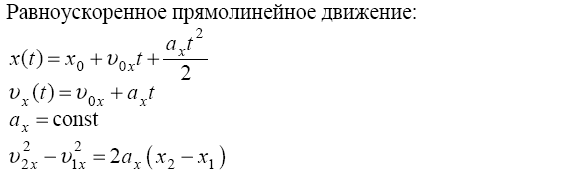 Равноускоренное прямолинейное движение:
x(t) = x₀ + υ₀ₓt + aₓt²/2
υₓ(t) = υ₀ₓ + aₓt
aₓ = const
υ²₂ₓ − υ²₁ₓ = 2aₓ(x₂ − x₁)